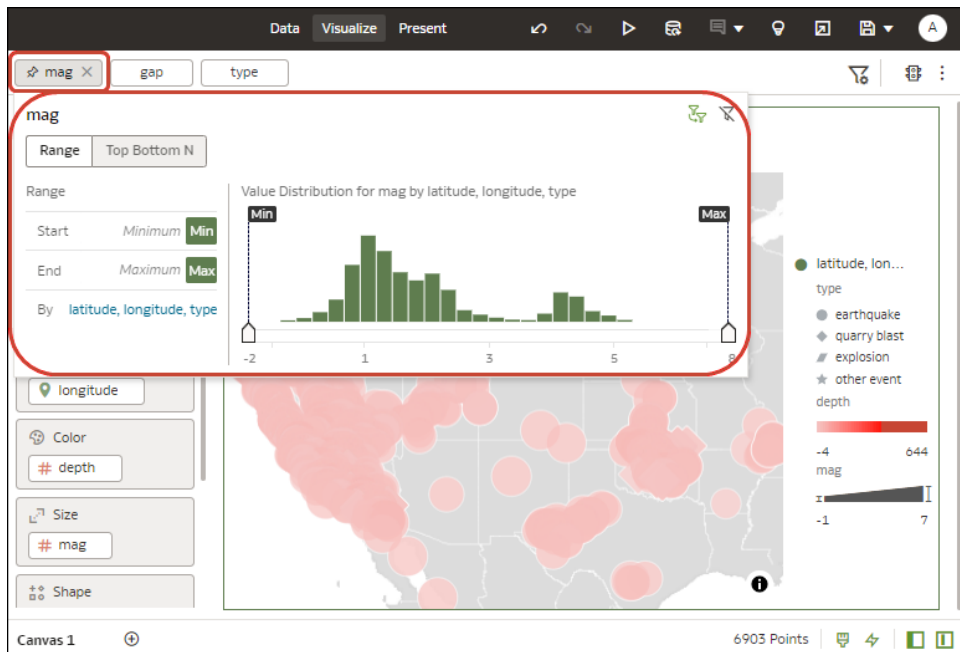 Data Visualize Present A
mag gap type
mag
Range Top Bottom N
Range
Value Distribution for mag by latitude, longitude, type
Min Max
Start Minimum Min
End Maximum Max
By latitude, longitude, type
-2 1 3 5 8
longitude
Color
# depth
Size
# mag
Shape
latitude, lon...
type
earthquake
quarry blast
explosion
other event
depth
-4 644
mag
-1 7
Canvas 1
6903 Points